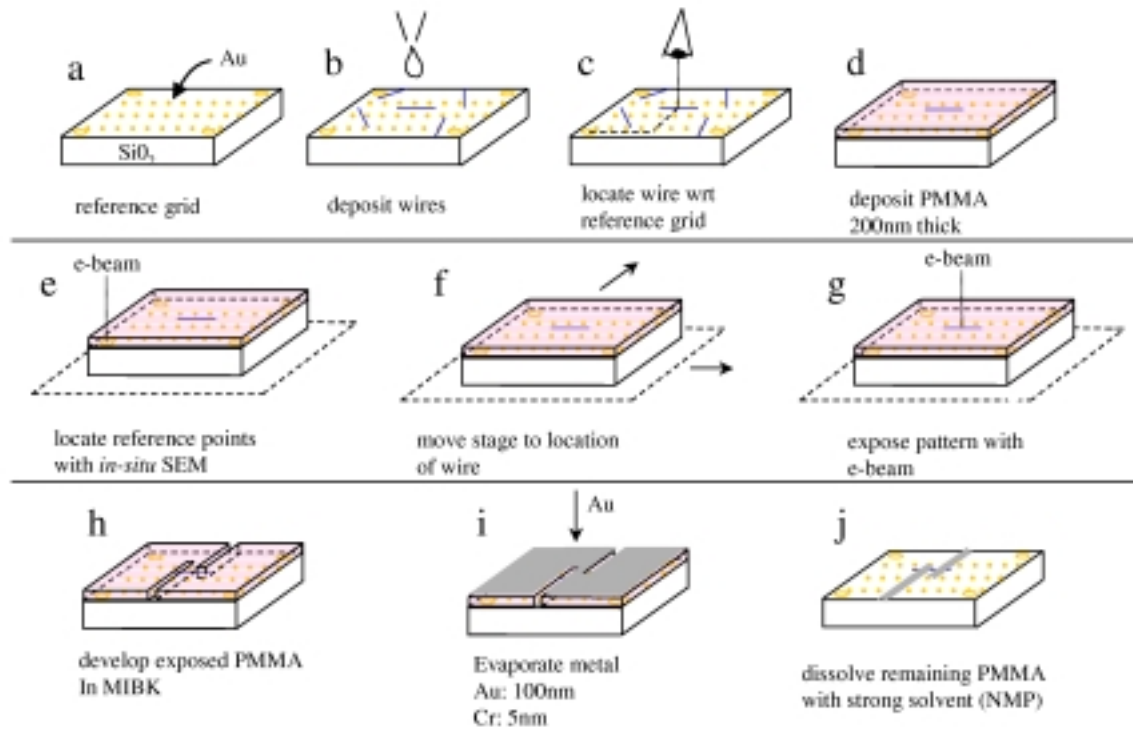 a
Au
SiO₂
reference grid
b
deposit wires
c
locate wire wrt
reference grid
d
deposit PMMA
200nm thick
e
e-beam
locate reference points
with in-situ SEM
f
move stage to location
of wire
g
e-beam
expose pattern with
e-beam
h
develop exposed PMMA
In MIBK
i
Au
Evaporate metal
Au: 100nm
Cr: 5nm
j
dissolve remaining PMMA
with strong solvent (NMP)